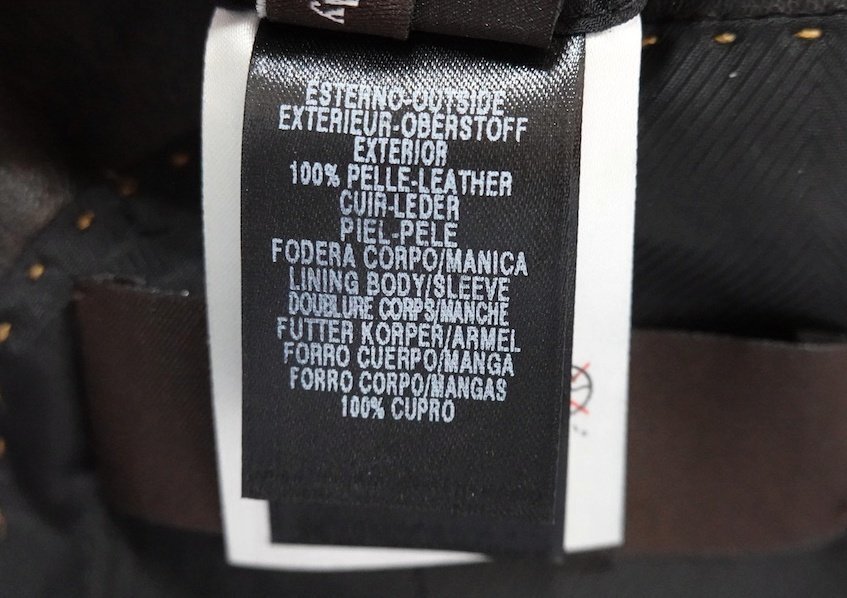 ESTERNO-OUTSIDE
EXTERIEUR-OBERSTOFF
EXTERIOR
100% PELLE-LEATHER
CUIR-LEDER
PIEL-PELE
FODERA CORPO/MANICA
LINING BODY/SLEEVE
DOUBLURE CORPS/MANCHE
FUTTER KORPER/ARMEL
FORRO CUERPO/MANGA
FORRO CORPO/MANGAS
100% CUPRO